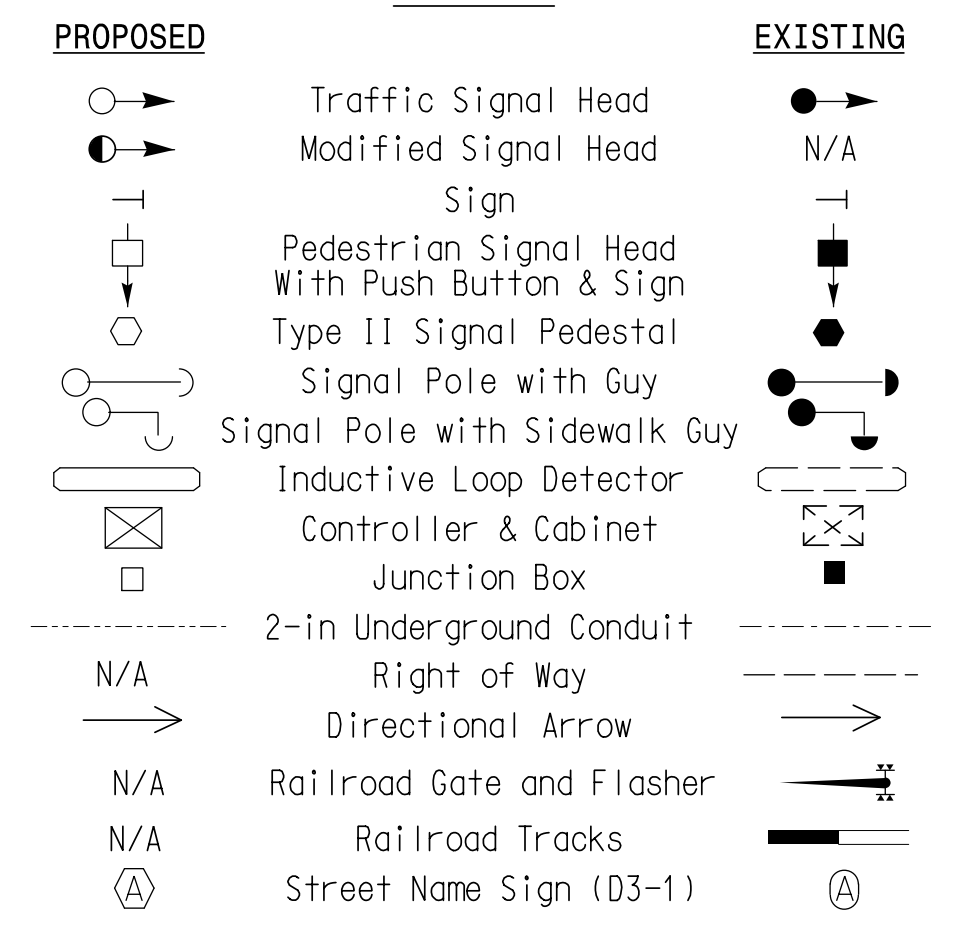 PROPOSED EXISTING
Traffic Signal Head
Modified Signal Head N/A
Sign
Pedestrian Signal Head
With Push Button & Sign
Type II Signal Pedestal
Signal Pole with Guy
Signal Pole with Sidewalk Guy
Inductive Loop Detector
Controller & Cabinet
Junction Box
2-in Underground Conduit
N/A Right of Way
Directional Arrow
N/A Railroad Gate and Flasher
N/A Railroad Tracks
A Street Name Sign (D3-1) A